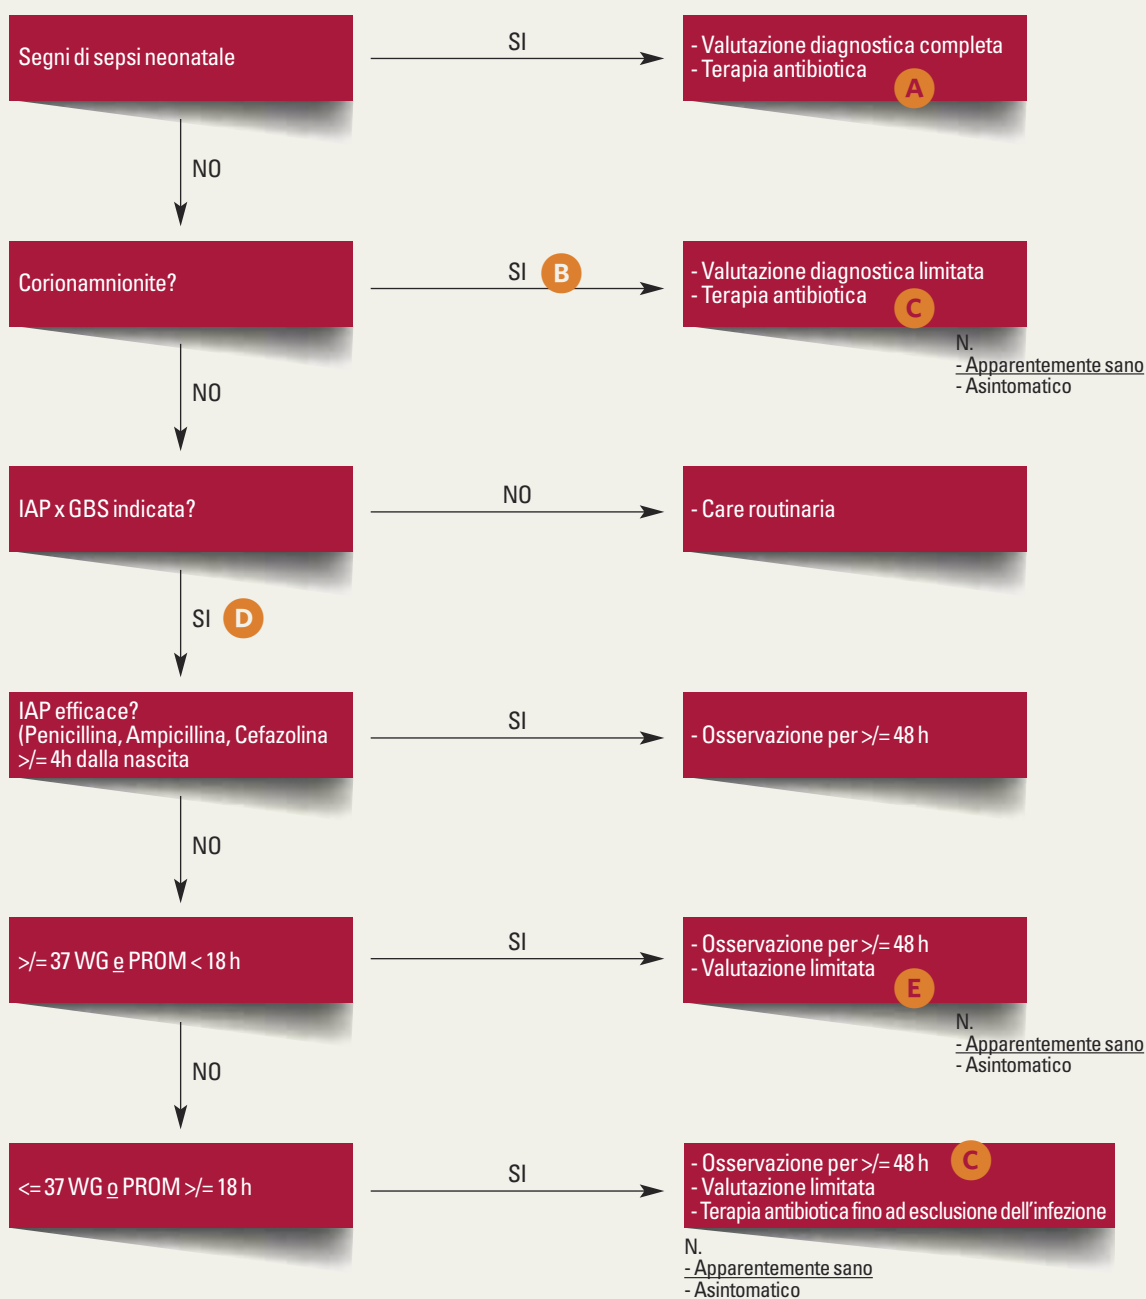 Segni di sepsi neonatale
SI
- Valutazione diagnostica completa
- Terapia antibiotica
A
NO
Corionamnionite?
SI B
- Valutazione diagnostica limitata
- Terapia antibiotica
C
N.
- Apparentemente sano
- Asintomatico
NO
IAP x GBS indicata?
NO
- Care routinaria
SI D
IAP efficace?
(Penicillina, Ampicillina, Cefazolina
>/= 4h dalla nascita
SI
- Osservazione per >/= 48 h
NO
>/= 37 WG e PROM < 18 h
SI
- Osservazione per >/= 48 h
- Valutazione limitata
E
N.
- Apparentemente sano
- Asintomatico
NO
<= 37 WG o PROM >/= 18 h
SI
- Osservazione per >/= 48 h C
- Valutazione limitata
- Terapia antibiotica fino ad esclusione dell'infezione
N.
- Apparentemente sano
- Asintomatico